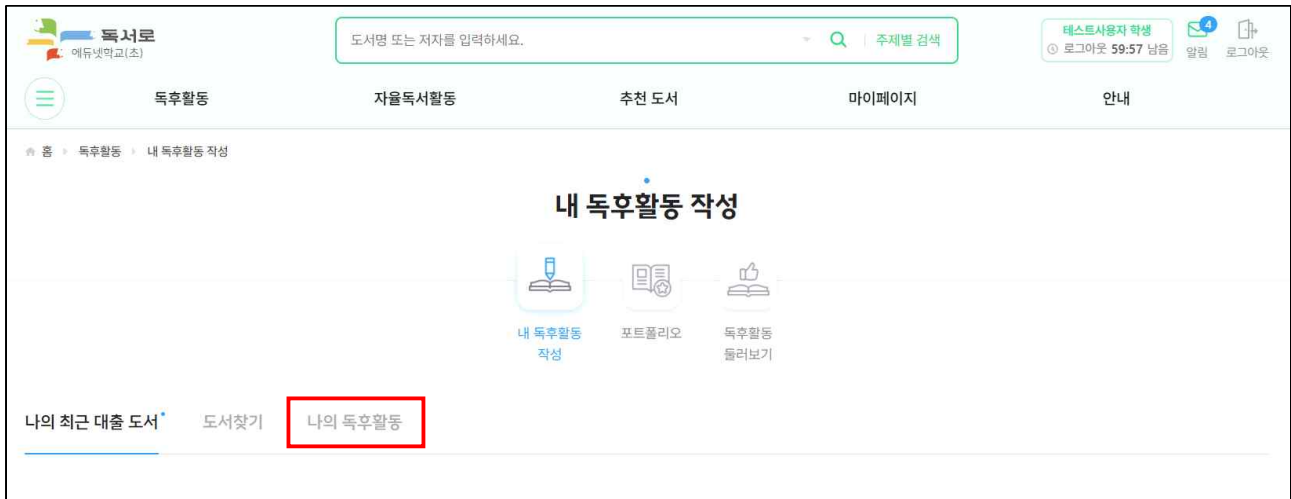 독서로
에듀넷학교(초)
도서명 또는 저자를 입력하세요.
주제별 검색
테스트사용자 학생
로그아웃 59:57 남음
4
알림
로그아웃
독후활동
자율독서활동
추천 도서
마이페이지
안내
홈 독후활동 내 독후활동 작성
내 독후활동 작성
내 독후활동
작성
포트폴리오
독후활동
둘러보기
나의 최근 대출 도서
도서찾기
나의 독후활동